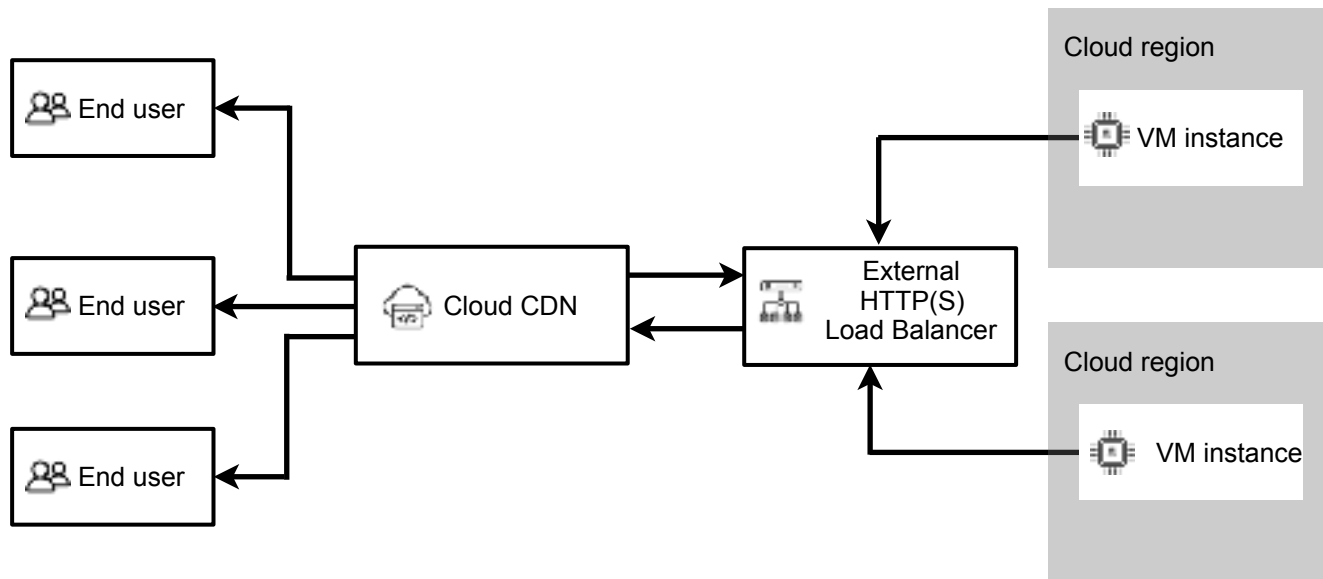 Cloud region
End user
VM instance
End user
Cloud CDN
External
HTTP(S)
Load Balancer
Cloud region
End user
VM instance